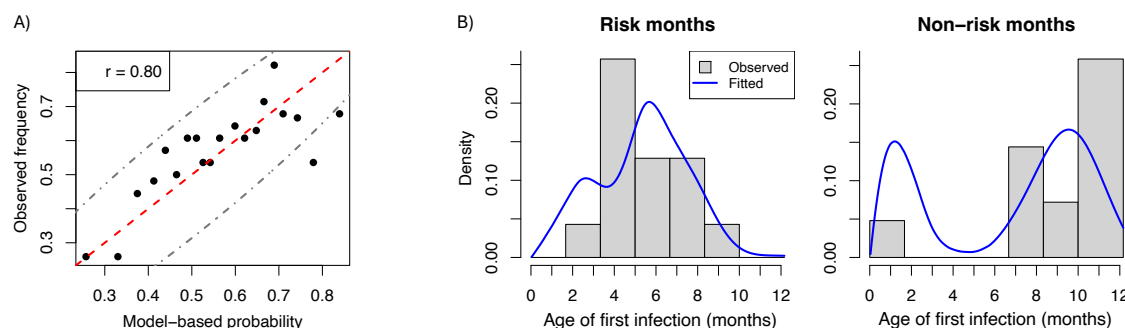 A)
r = 0.80
Observed frequency
0.3
0.5
0.7
0.3 0.4 0.5 0.6 0.7 0.8
Model−based probability
B)
Risk months
Observed
Fitted
Density
0.00
0.10
0.20
0 2 4 6 8 10 12
Age of first infection (months)
Non−risk months
0.00
0.10
0.20
0 2 4 6 8 10 12
Age of first infection (months)